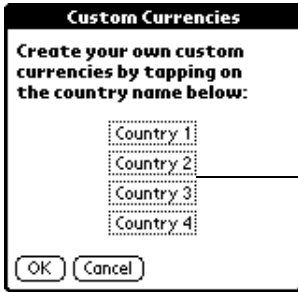 Custom Currencies
Create your own custom
currencies by tapping on
the country name below:
Country 1
Country 2
Country 3
Country 4
OK Cancel